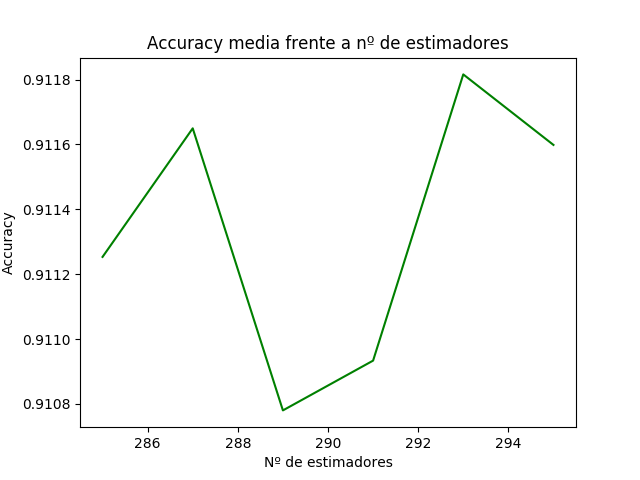 Accuracy media frente a nº de estimadores
0.9118
0.9116
0.9114
0.9112
0.9110
0.9108
Accuracy
286 288 290 292 294
Nº de estimadores